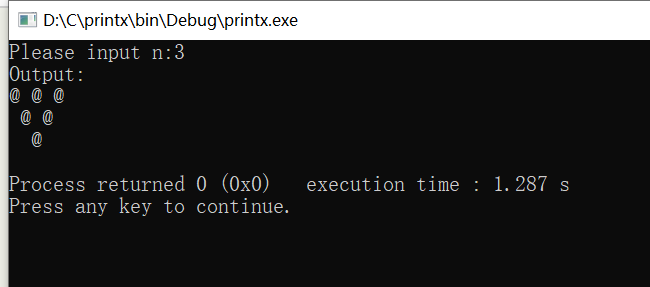 D:\C\printx\bin\Debug\printx.exe
Please input n:3
Output:
@ @ @
 @ @
  @
Process returned 0 (0x0)   execution time : 1.287 s
Press any key to continue.